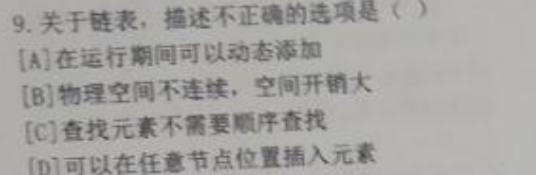 9. 关于链表，描述不正确的选项是（ ）
[A]在运行期间可以动态添加
[B]物理空间不连续，空间开销大
[C]查找元素不需要顺序查找
[D]可以在任意节点位置插入元素